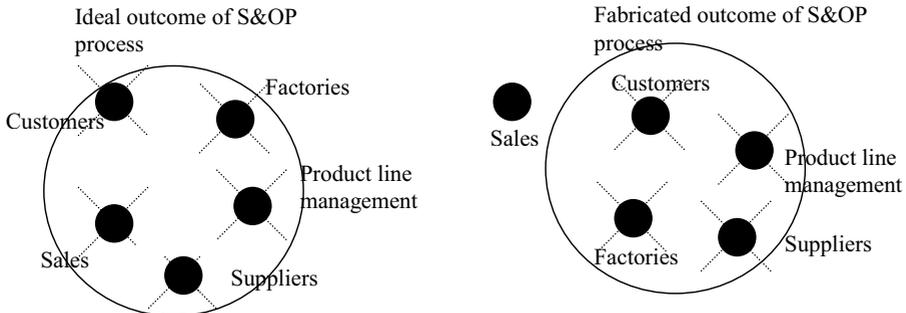 Ideal outcome of S&OP
process
Factories
Customers
Product line
management
Sales
Suppliers
Fabricated outcome of S&OP
process
Customers
Sales
Product line
management
Factories
Suppliers